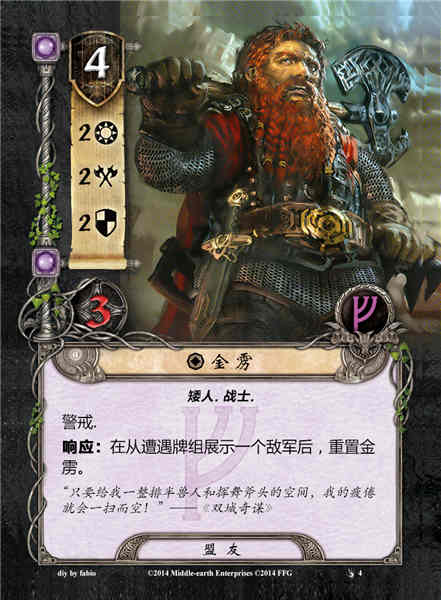 4
2
2
2
3
金雳
矮人. 战士.
警戒.
响应：在从遭遇牌组展示一个敌军后，重置金
雳。
“只要给我一整排半兽人和挥舞斧头的空间，我的疲倦
就会一扫而空！” ——《双城奇谋》
盟友
diy by fabio ©2014 Middle-earth Enterprises ©2014 FFG 4